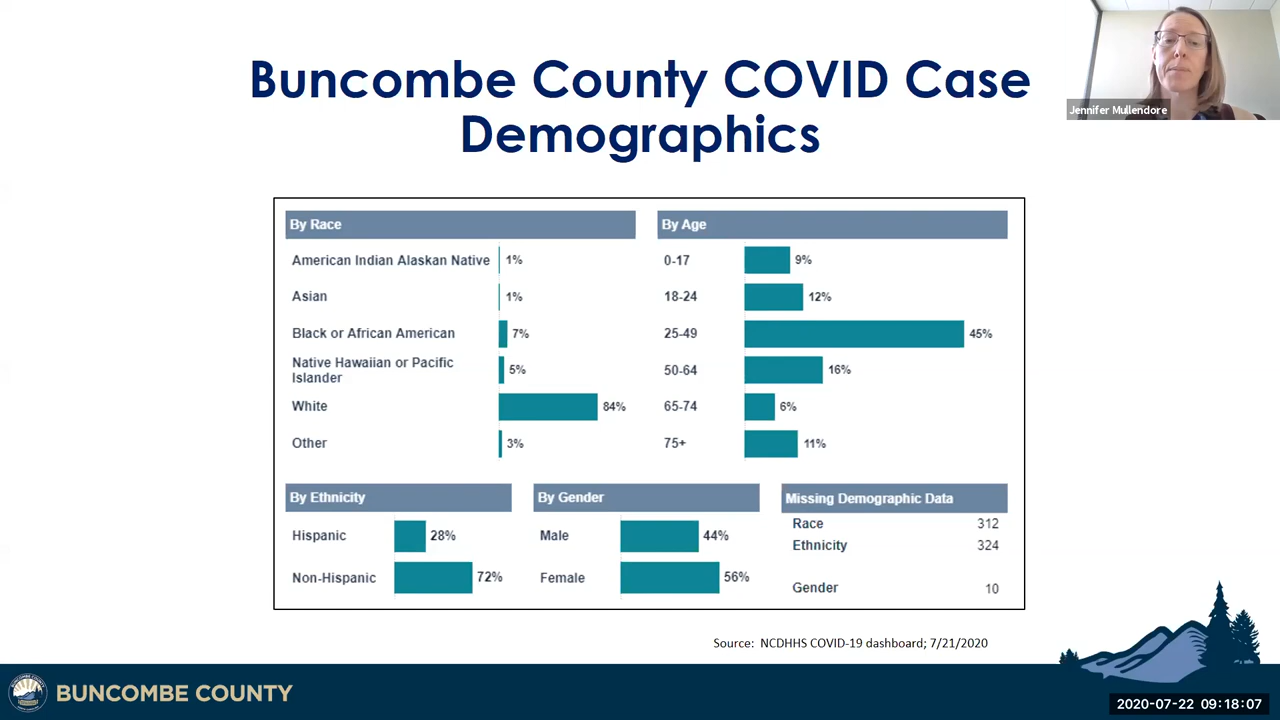 Buncombe County COVID Case
Demographics
Jennifer Mullendore
By Race
American Indian Alaskan Native 1%
Asian 1%
Black or African American 7%
Native Hawaiian or Pacific
Islander 5%
White 84%
Other 3%
By Age
0-17 9%
18-24 12%
25-49 45%
50-64 16%
65-74 6%
75+ 11%
By Ethnicity
Hispanic 28%
Non-Hispanic 72%
By Gender
Male 44%
Female 56%
Missing Demographic Data
Race 312
Ethnicity 324
Gender 10
Source: NCDHHS COVID-19 dashboard; 7/21/2020
BUNCOMBE COUNTY
2020-07-22 09:18:07